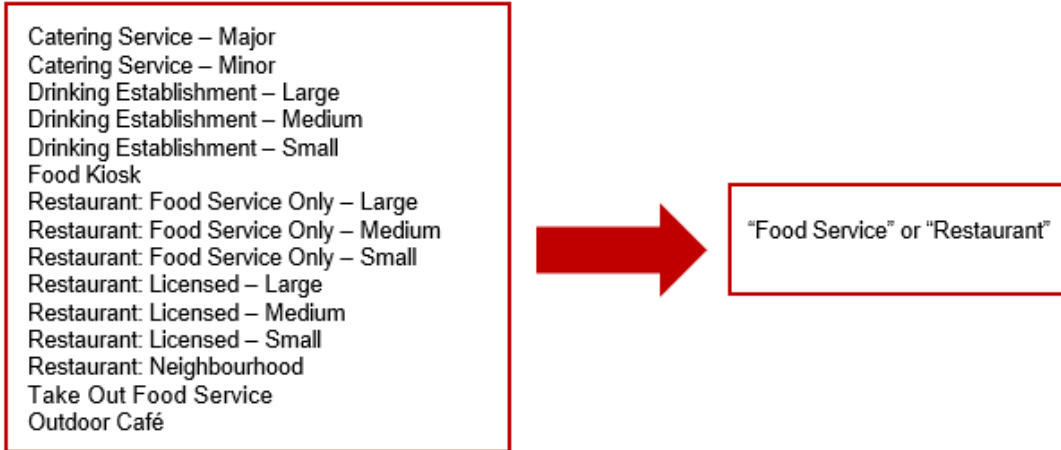 Catering Service – Major
Catering Service – Minor
Drinking Establishment – Large
Drinking Establishment – Medium
Drinking Establishment – Small
Food Kiosk
Restaurant: Food Service Only – Large
Restaurant: Food Service Only – Medium
Restaurant: Food Service Only – Small
Restaurant: Licensed – Large
Restaurant: Licensed – Medium
Restaurant: Licensed – Small
Restaurant: Neighbourhood
Take Out Food Service
Outdoor Café
“Food Service” or “Restaurant”